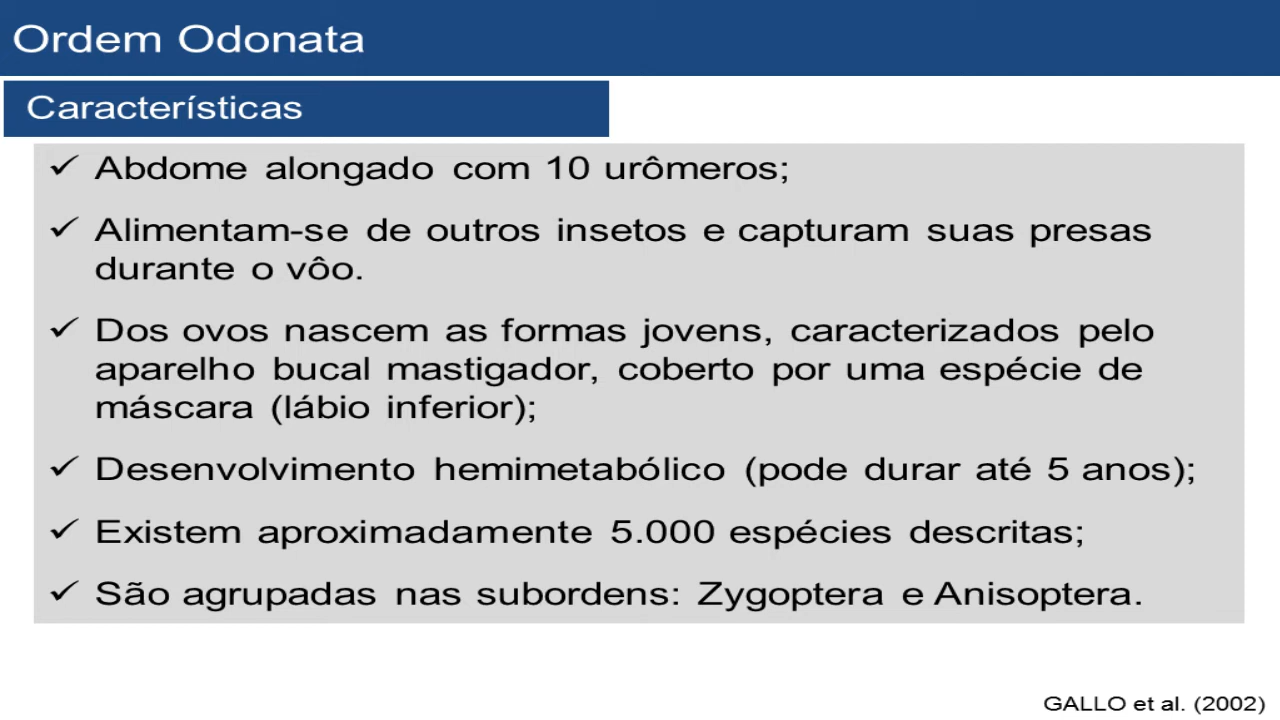 Ordem Odonata
Características
✓ Abdome alongado com 10 urômeros;
✓ Alimentam-se de outros insetos e capturam suas presas
durante o vôo.
✓ Dos ovos nascem as formas jovens, caracterizados pelo
aparelho bucal mastigador, coberto por uma espécie de
máscara (lábio inferior);
✓ Desenvolvimento hemimetabólico (pode durar até 5 anos);
✓ Existem aproximadamente 5.000 espécies descritas;
✓ São agrupadas nas subordens: Zygoptera e Anisoptera.
GALLO et al. (2002)